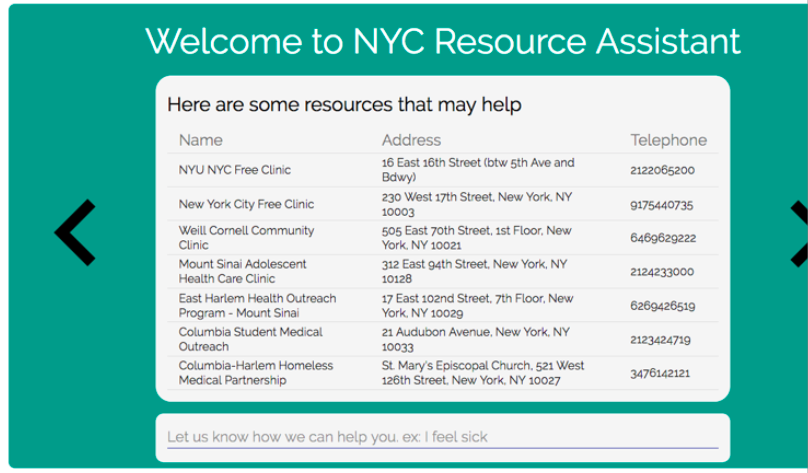 Welcome to NYC Resource Assistant
Here are some resources that may help
Name Address Telephone
NYU NYC Free Clinic 16 East 16th Street (btw 5th Ave and Bdwy) 2122065200
New York City Free Clinic 230 West 17th Street, New York, NY 10003 9175440735
Weill Cornell Community Clinic 505 East 70th Street, 1st Floor, New York, NY 10021 6469629222
Mount Sinai Adolescent Health Care Clinic 312 East 94th Street, New York, NY 10128 2124233000
East Harlem Health Outreach Program - Mount Sinai 17 East 102nd Street, 7th Floor, New York, NY 10029 6269426519
Columbia Student Medical Outreach 21 Audubon Avenue, New York, NY 10033 2123424719
Columbia-Harlem Homeless Medical Partnership St. Mary's Episcopal Church, 521 West 126th Street, New York, NY 10027 3476142121
Let us know how we can help you. ex: I feel sick